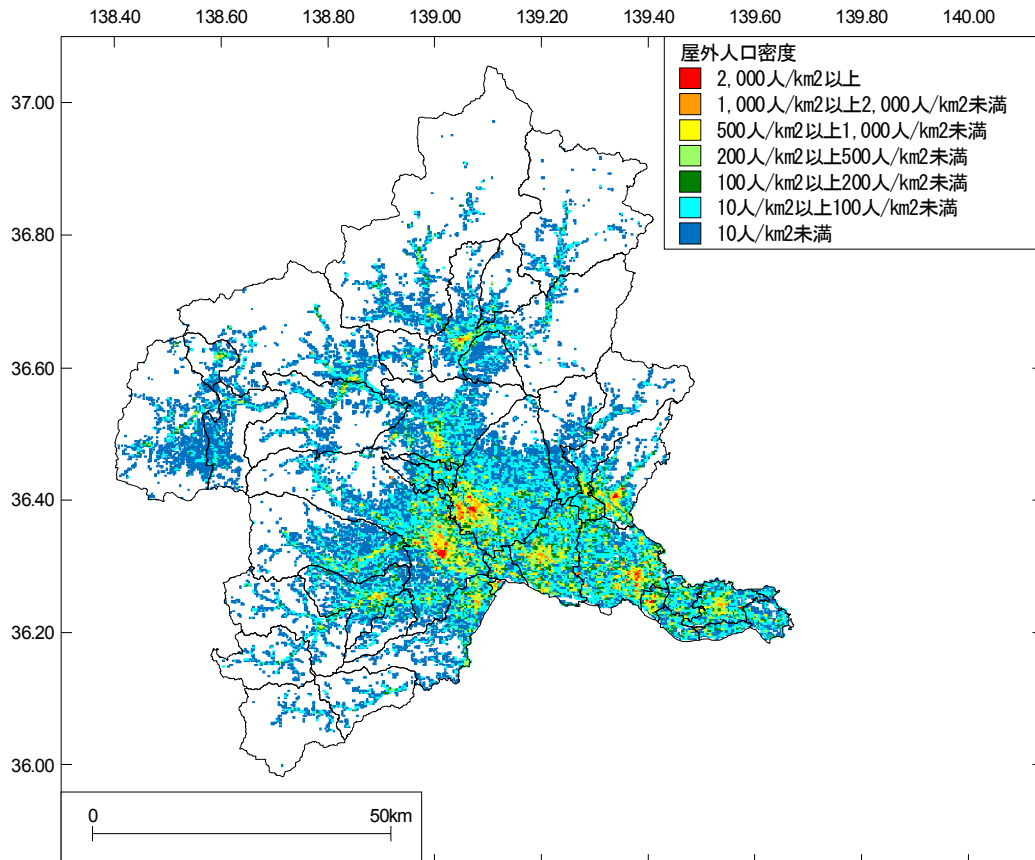 138.40 138.60 138.80 139.00 139.20 139.40 139.60 139.80 140.00
屋外人口密度
2,000人/km2以上
1,000人/km2以上2,000人/km2未満
500人/km2以上1,000人/km2未満
200人/km2以上500人/km2未満
100人/km2以上200人/km2未満
10人/km2以上100人/km2未満
10人/km2未満
37.00
36.80
36.60
36.40
36.20
36.00
0 50km